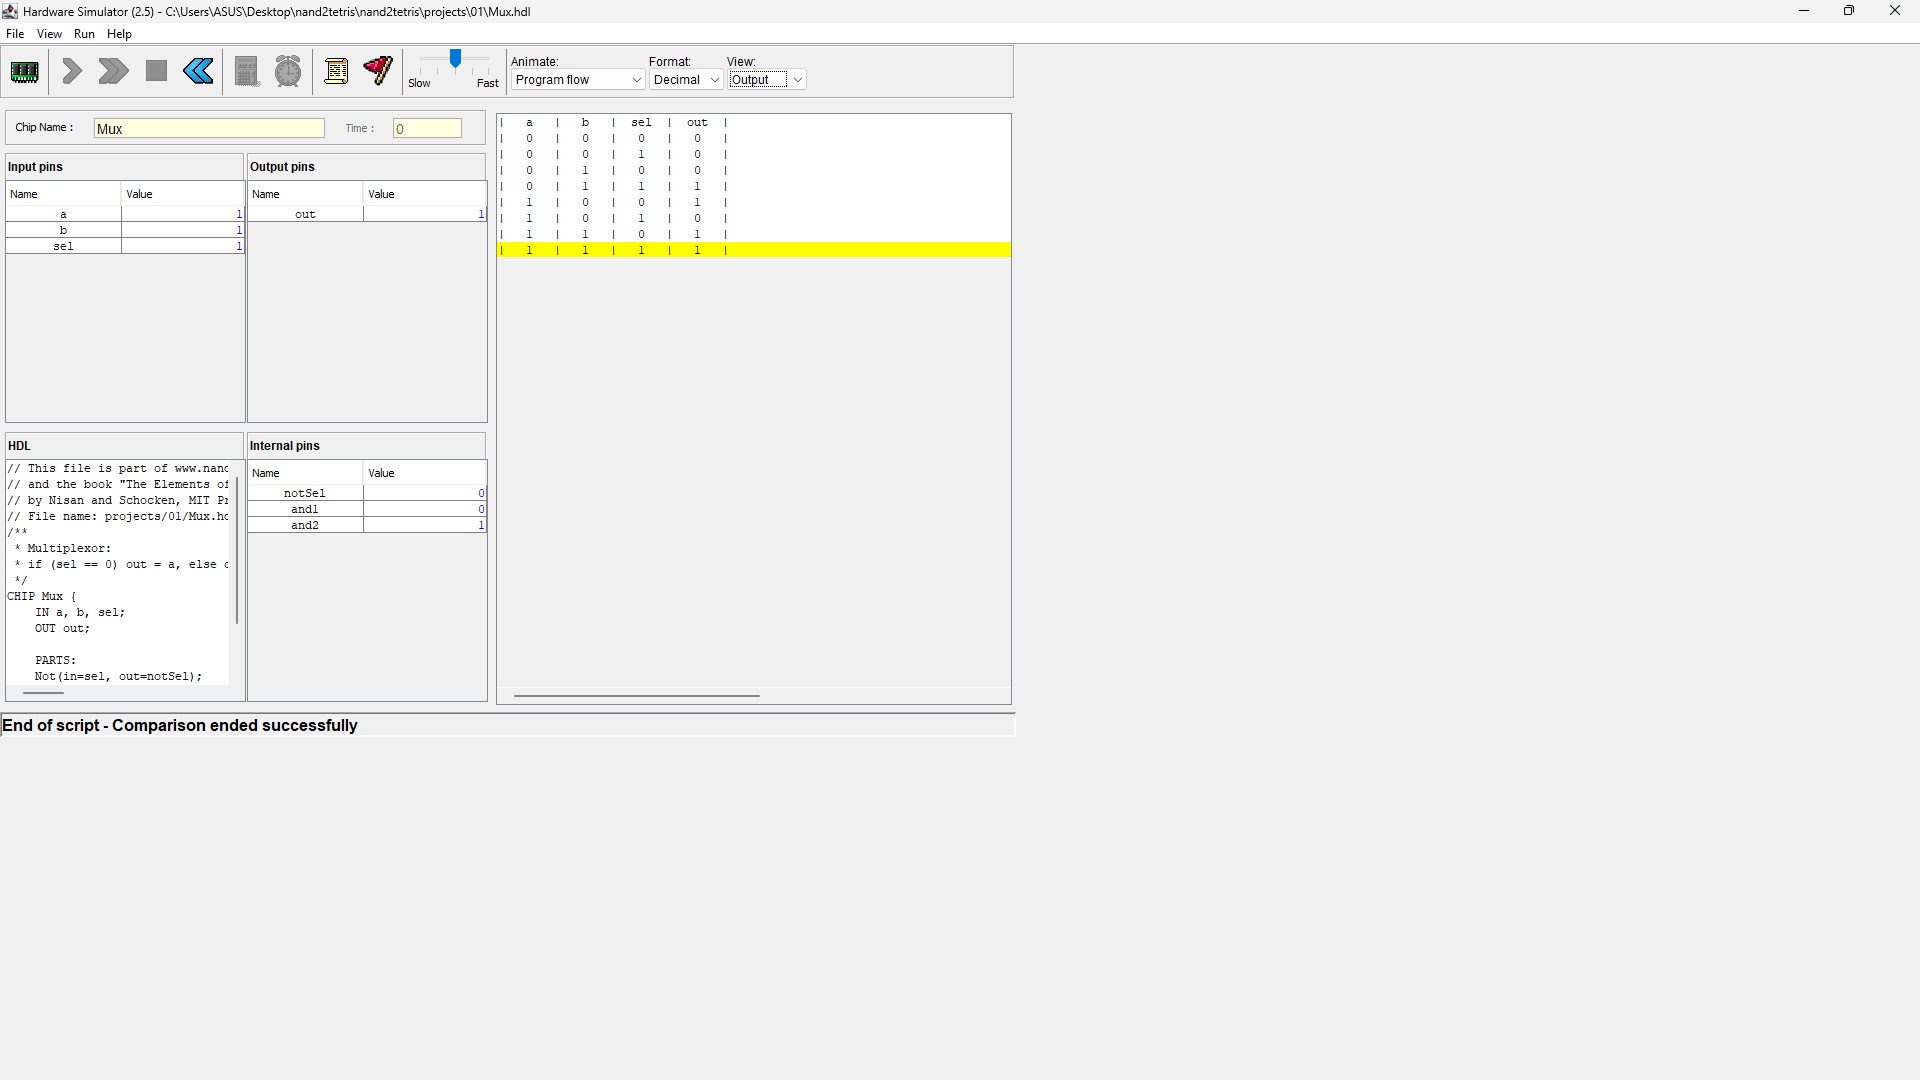 Hardware Simulator (2.5) - C:\Users\ASUS\Desktop\nand2tetris\nand2tetris\projects\01\Mux.hdl
File View Run Help
Slow Fast
Animate: Format: View:
Program flow Decimal Output
Chip Name : Mux Time : 0
Input pins
Name Value
a 1
b 1
sel 1
Output pins
Name Value
out 1
| a | b | sel | out |
| 0 | 0 | 0 | 0 |
| 0 | 0 | 1 | 0 |
| 0 | 1 | 0 | 0 |
| 0 | 1 | 1 | 1 |
| 1 | 0 | 0 | 1 |
| 1 | 0 | 1 | 0 |
| 1 | 1 | 0 | 1 |
| 1 | 1 | 1 | 1 |
HDL
// This file is part of www.nand
// and the book "The Elements of
// by Nisan and Schocken, MIT Pr
// File name: projects/01/Mux.hd
/**
* Multiplexor:
* if (sel == 0) out = a, else
*/
CHIP Mux {
IN a, b, sel;
OUT out;
PARTS:
Not(in=sel, out=notSel);
Internal pins
Name Value
notSel 0
and1 0
and2 1
End of script - Comparison ended successfully